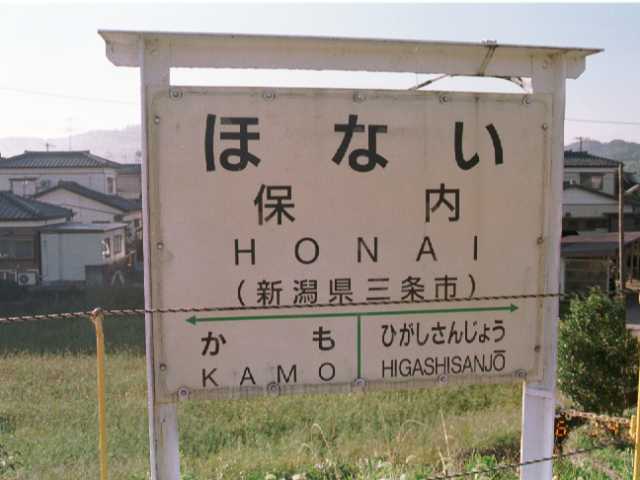 ほない
保内
HONAI
(新潟県三条市)
かも ひがしさんじょう
KAMO HIGASHISANJŌ